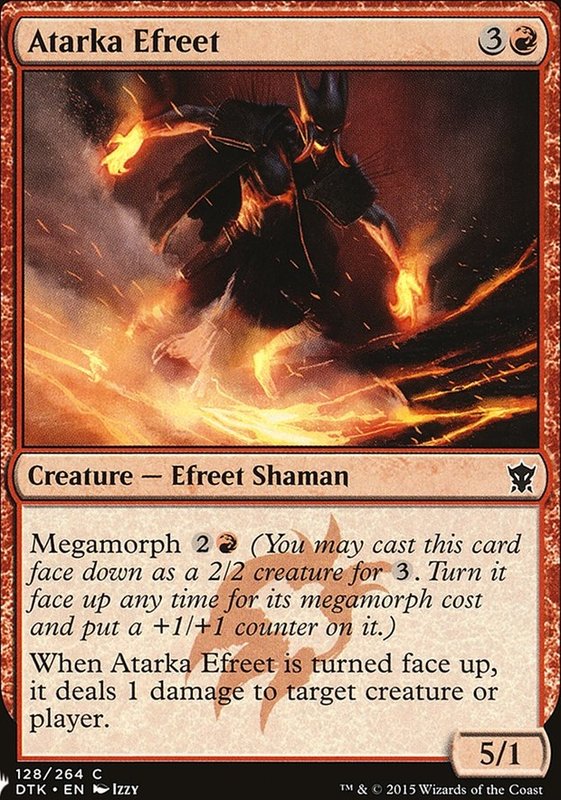 Atarka Efreet 3
Creature — Efreet Shaman
Megamorph 2 (You may cast this card
face down as a 2/2 creature for 3. Turn it
face up any time for its megamorph cost
and put a +1/+1 counter on it.)
When Atarka Efreet is turned face up,
it deals 1 damage to target creature or
player.
5/1
128/264 C
DTK • EN Izzy
™ & © 2015 Wizards of the Coast